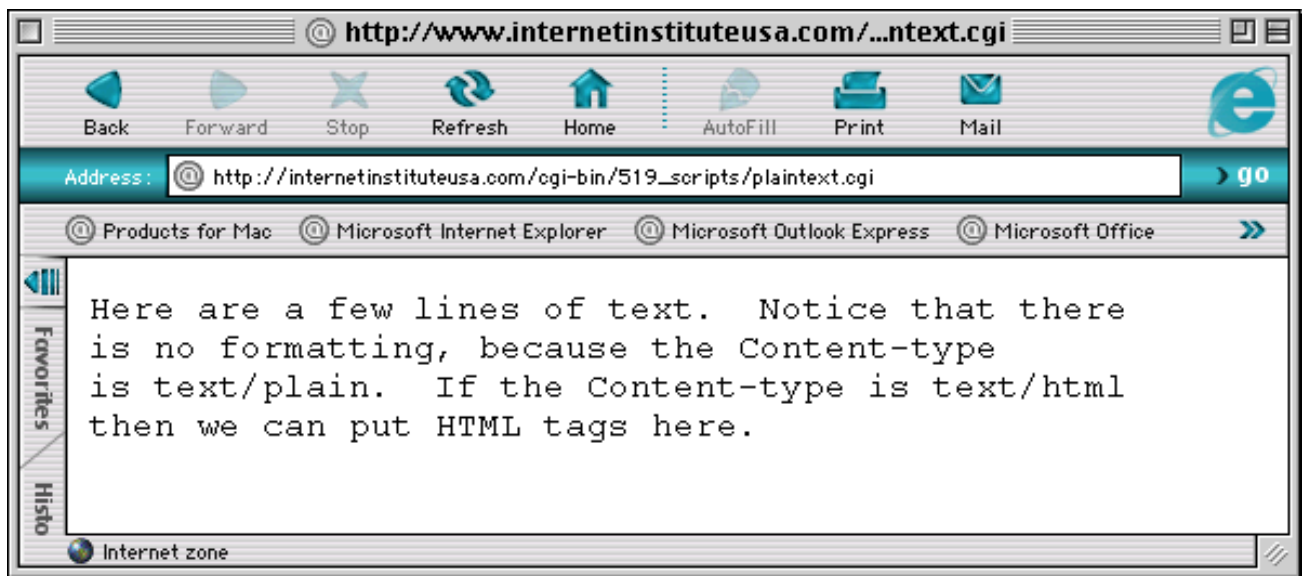 http://www.internetinstituteusa.com/...ntext.cgi
Back Forward Stop Refresh Home AutoFill Print Mail
Address: http://internetinstituteusa.com/cgi-bin/519_scripts/plaintext.cgi go
Products for Mac Microsoft Internet Explorer Microsoft Outlook Express Microsoft Office
Favorites
Histo
Here are a few lines of text.  Notice that there
is no formatting, because the Content-type
is text/plain.  If the Content-type is text/html
then we can put HTML tags here.
Internet zone